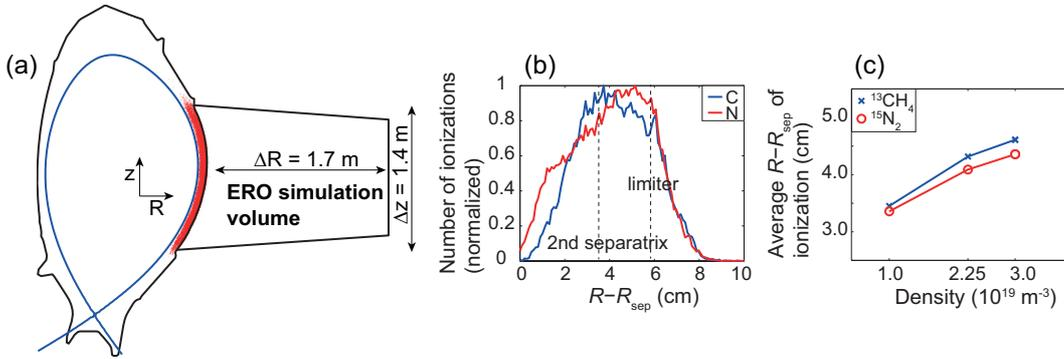 (a)
z
R
ΔR = 1.7 m
ERO simulation
volume
Δz = 1.4 m
(b)
Number of ionizations
(normalized)
1
0.8
0.6
0.4
0.2
0
C
N
limiter
2nd separatrix
0 2 4 6 8 10
R−Rsep (cm)
(c)
Average R−Rsep of
ionization (cm)
5.0
4.0
3.0
¹³CH₄
¹⁵N₂
1.0 2.25 3.0
Density (10¹⁹ m⁻³)